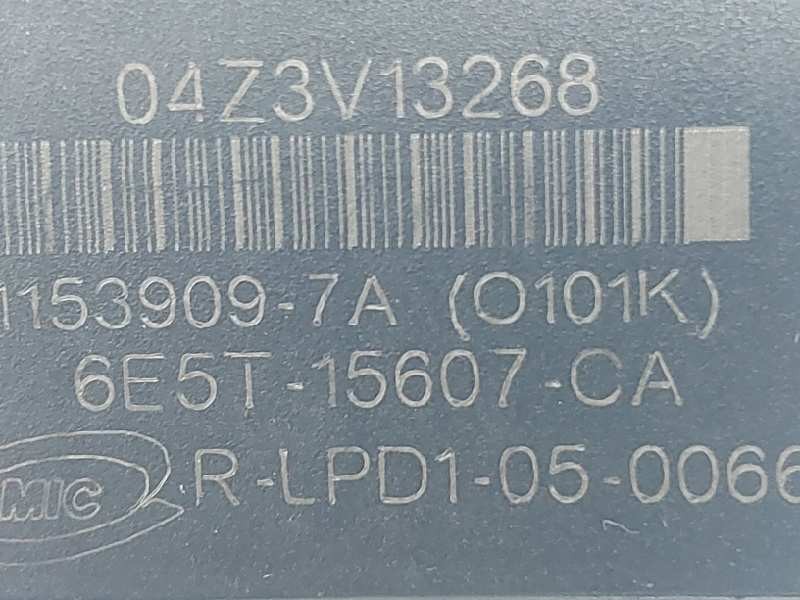 04Z3V13268
1153909-7A (O101K)
6E5T-15607-CA
MIC R-LPD1-05-0066